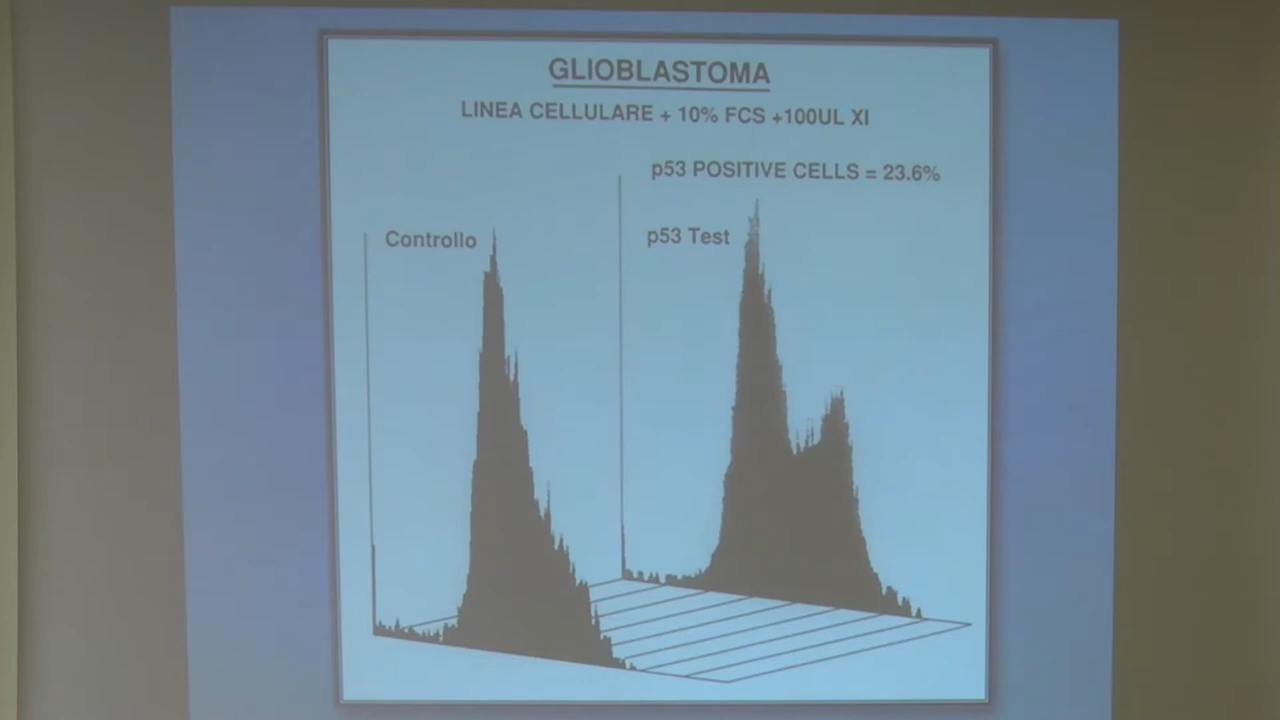 GLIOBLASTOMA
LINEA CELLULARE + 10% FCS +100UL XI
p53 POSITIVE CELLS = 23.6%
Controllo
p53 Test